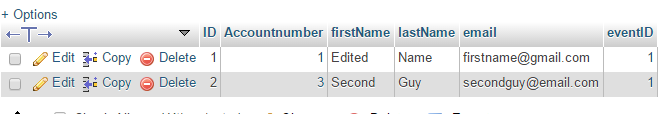 + Options
ID Accountnumber firstName lastName email eventID
Edit Copy Delete 1 1 Edited Name firstname@gmail.com 1
Edit Copy Delete 2 3 Second Guy secondguy@email.com 1